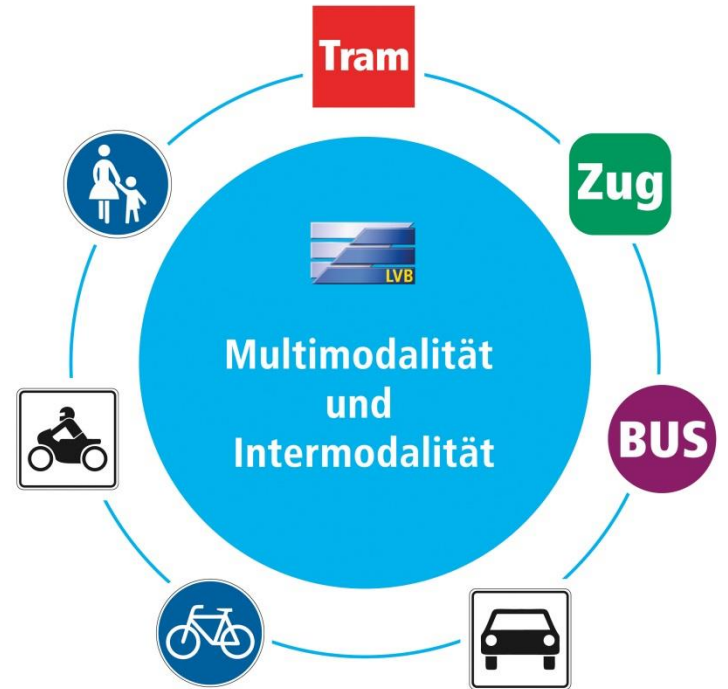 Tram
Zug
LVB
Multimodalität
und
Intermodalität
BUS